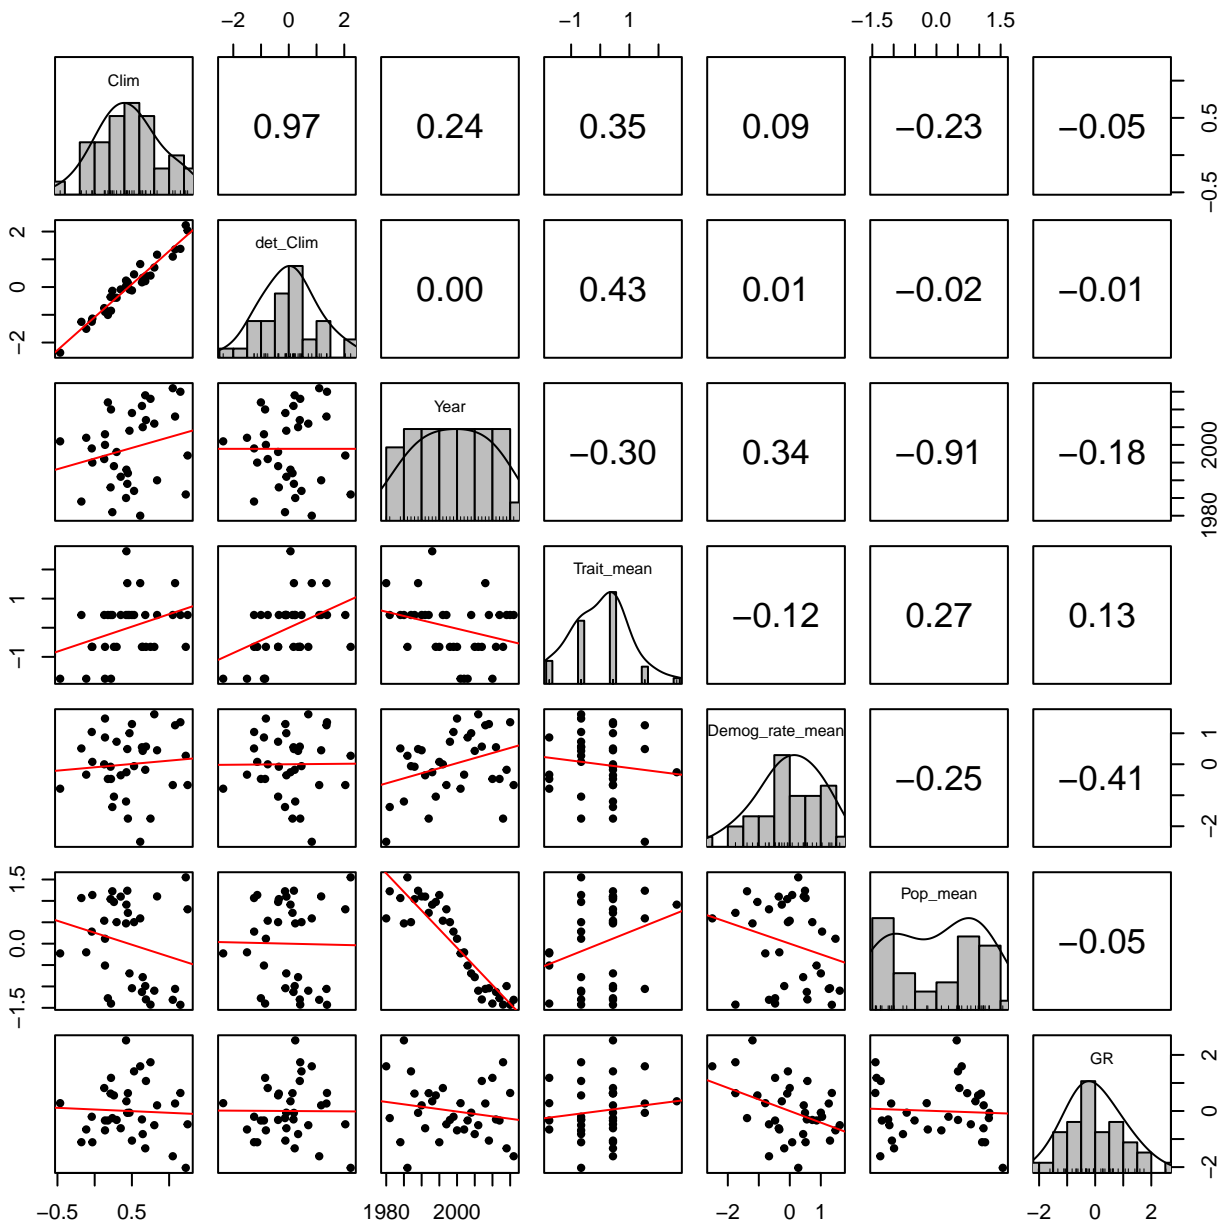 −2 0 2 −1 1 −1.5 0.0 1.5
Clim 0.97 0.24 0.35 0.09 −0.23 −0.05 −0.5 0.5
−2 0 2 det_Clim 0.00 0.43 0.01 −0.02 −0.01
Year −0.30 0.34 −0.91 −0.18 1980 2000
−1 1 Trait_mean −0.12 0.27 0.13
Demog_rate_mean −0.25 −0.41 −2 0 1
−1.5 0.0 1.5 Pop_mean −0.05
GR −2 0 2
−0.5 0.5 1980 2000 −2 0 1 −2 0 2